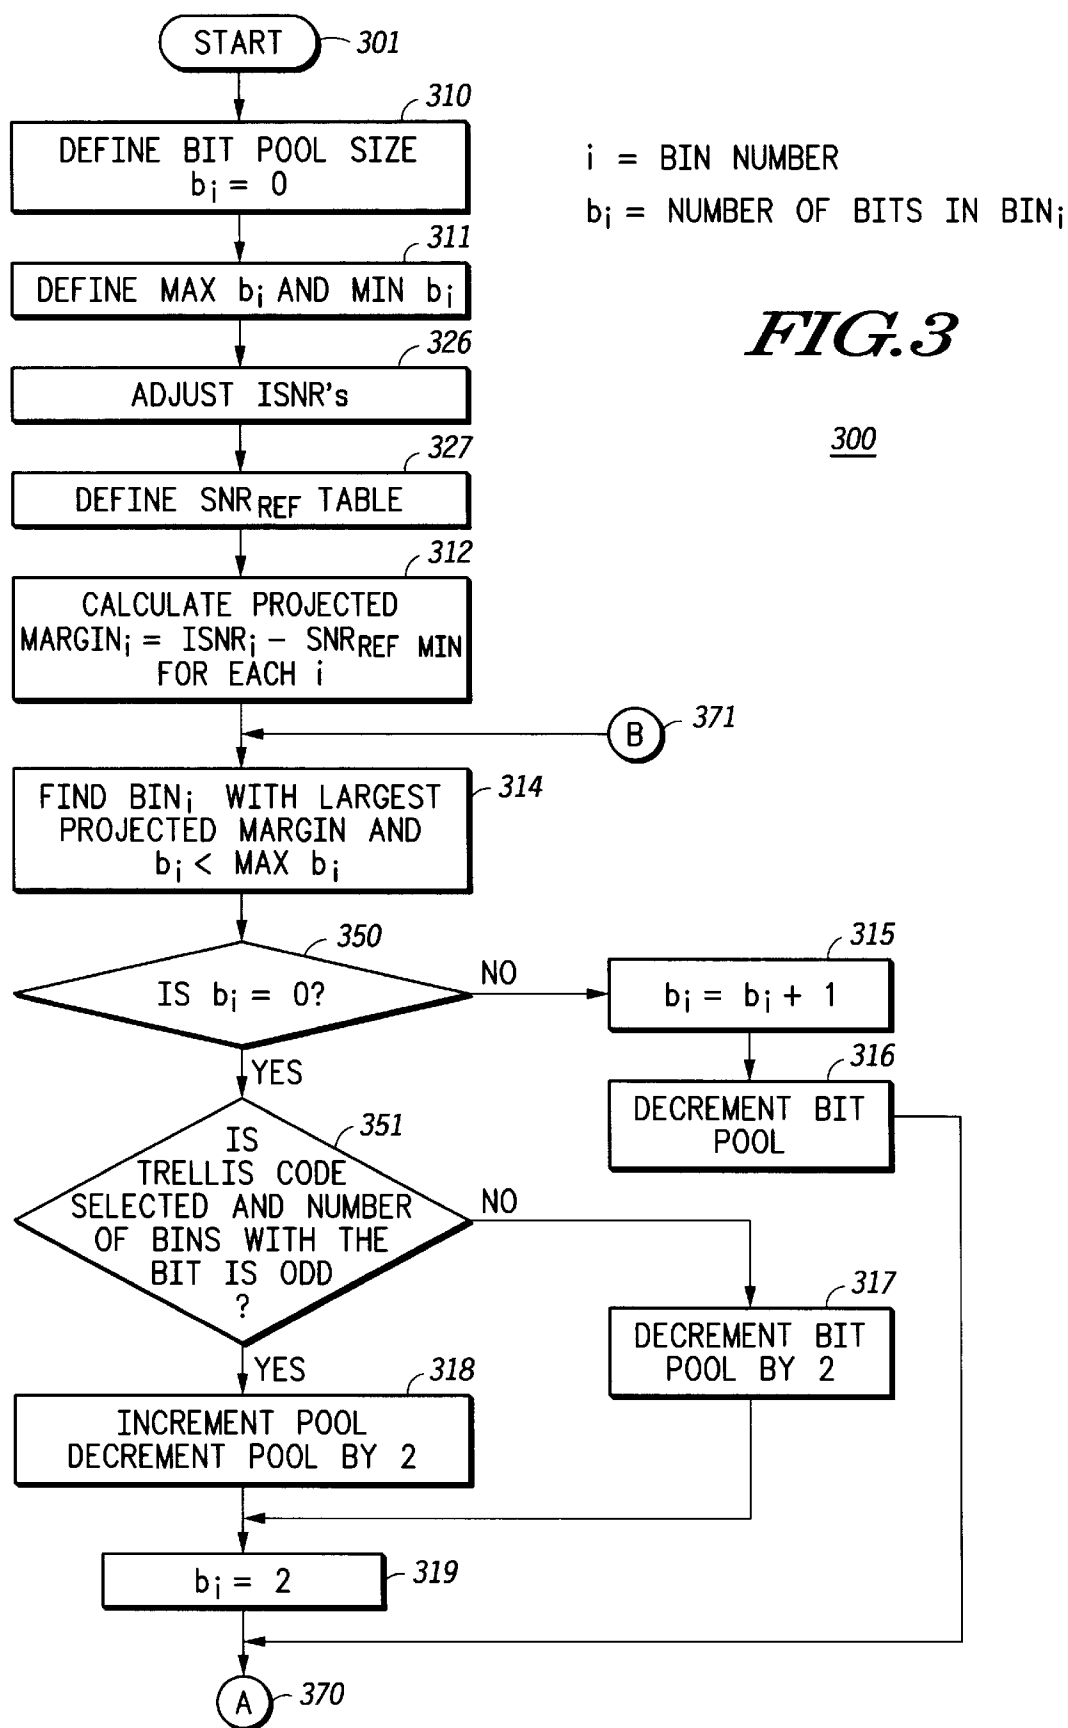 START
301
310
DEFINE BIT POOL SIZE
bi = 0
i = BIN NUMBER
bi = NUMBER OF BITS IN BINi
311
DEFINE MAX bi AND MIN bi
FIG.3
300
326
ADJUST ISNR's
327
DEFINE SNRREF TABLE
312
CALCULATE PROJECTED
MARGINi = ISNRi - SNRREF MIN
FOR EACH i
B
371
314
FIND BINi WITH LARGEST
PROJECTED MARGIN AND
bi < MAX bi
350
IS bi = 0?
NO
315
bi = bi + 1
YES
316
DECREMENT BIT
POOL
351
IS
TRELLIS CODE
SELECTED AND NUMBER
OF BINS WITH THE
BIT IS ODD
?
NO
317
DECREMENT BIT
POOL BY 2
YES
318
INCREMENT POOL
DECREMENT POOL BY 2
bi = 2
319
A
370